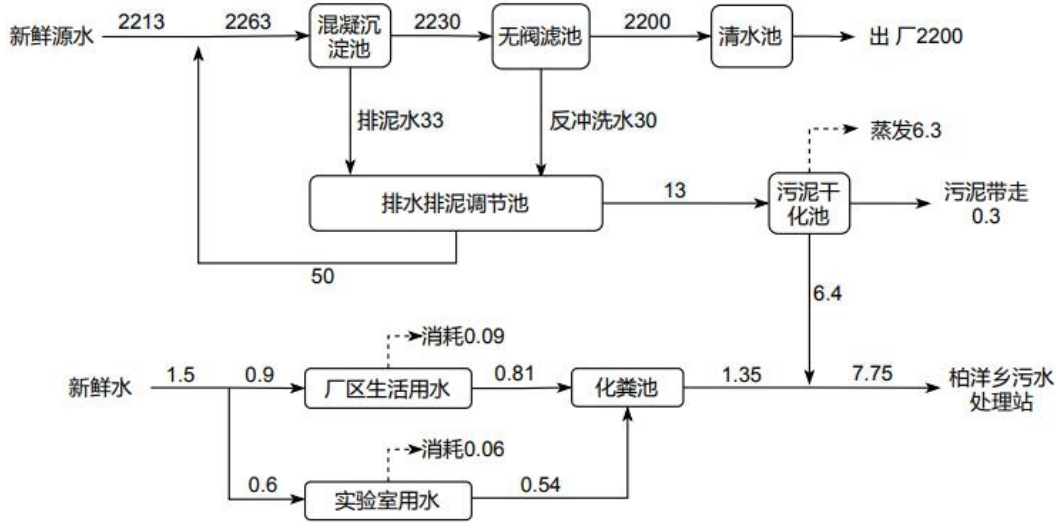 新鲜源水
2213
2263
混凝沉
淀池
2230
无阀滤池
2200
清水池
出 厂2200
排泥水33
反冲洗水30
蒸发6.3
排水排泥调节池
13
污泥干
化池
污泥带走
0.3
50
6.4
消耗0.09
新鲜水
1.5
0.9
厂区生活用水
0.81
化粪池
1.35
7.75
柏洋乡污水
处理站
消耗0.06
0.6
实验室用水
0.54